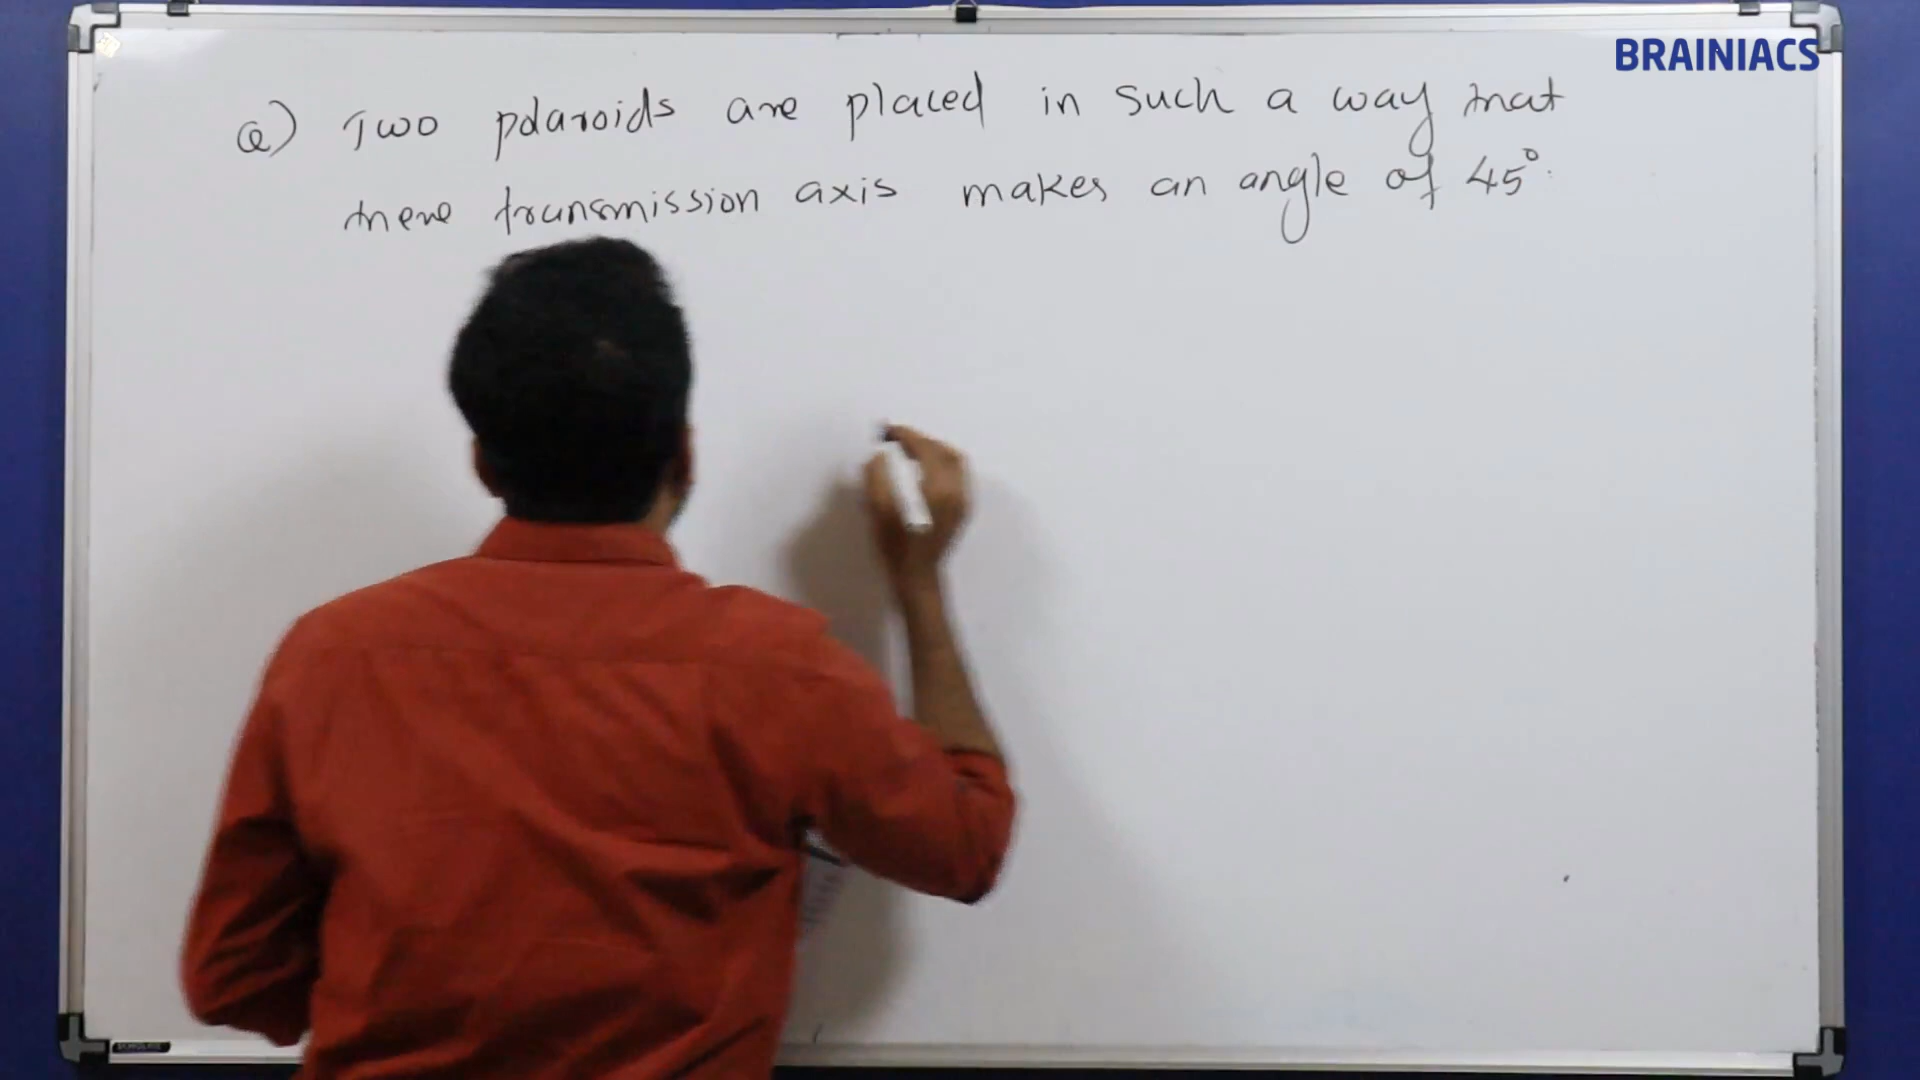 BRAINIACS
Q) Two polaroids are placed in such a way that
there transmission axis makes an angle of 45°.